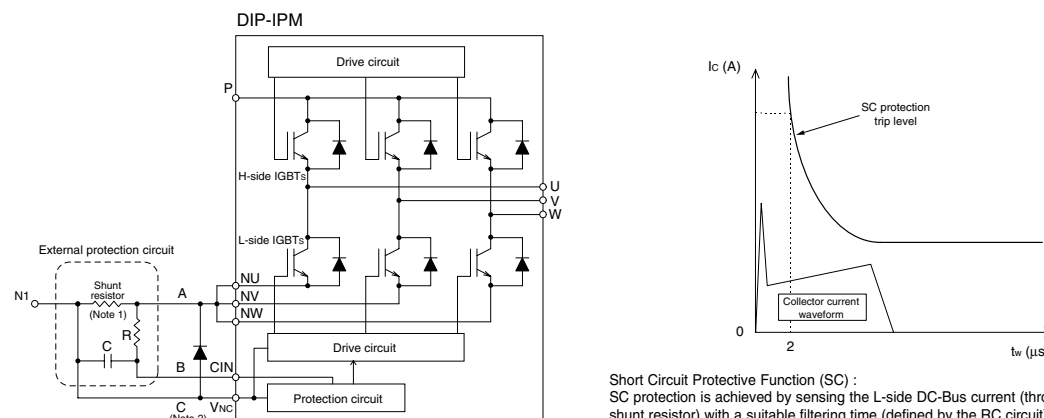 DIP-IPM
Drive circuit
P
H-side IGBTs
U
V
W
L-side IGBTs
External protection circuit
NU
N1
Shunt
resistor
(Note 1)
A
NV
NW
R
C
Drive circuit
B
CIN
C
VNC
Protection circuit
IC (A)
SC protection
trip level
Collector current
waveform
0
2
Short Circuit Protective Function (SC) :
SC protection is achieved by sensing the L-side DC-Bus current
shunt resistor) with a suitable filtering time (defined by the RC